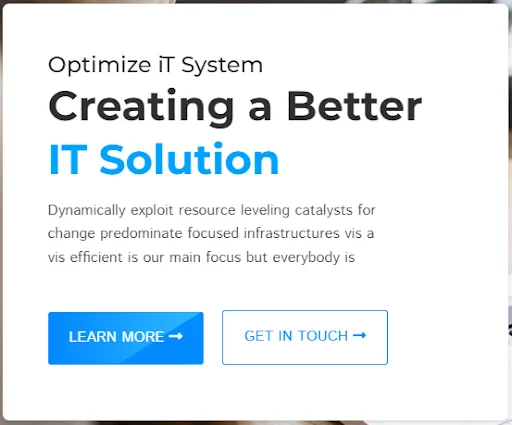 Optimize iT System
Creating a Better
IT Solution
Dynamically exploit resource leveling catalysts for
change predominate focused infrastructures vis a
vis efficient is our main focus but everybody is
LEARN MORE ➞ GET IN TOUCH ➞